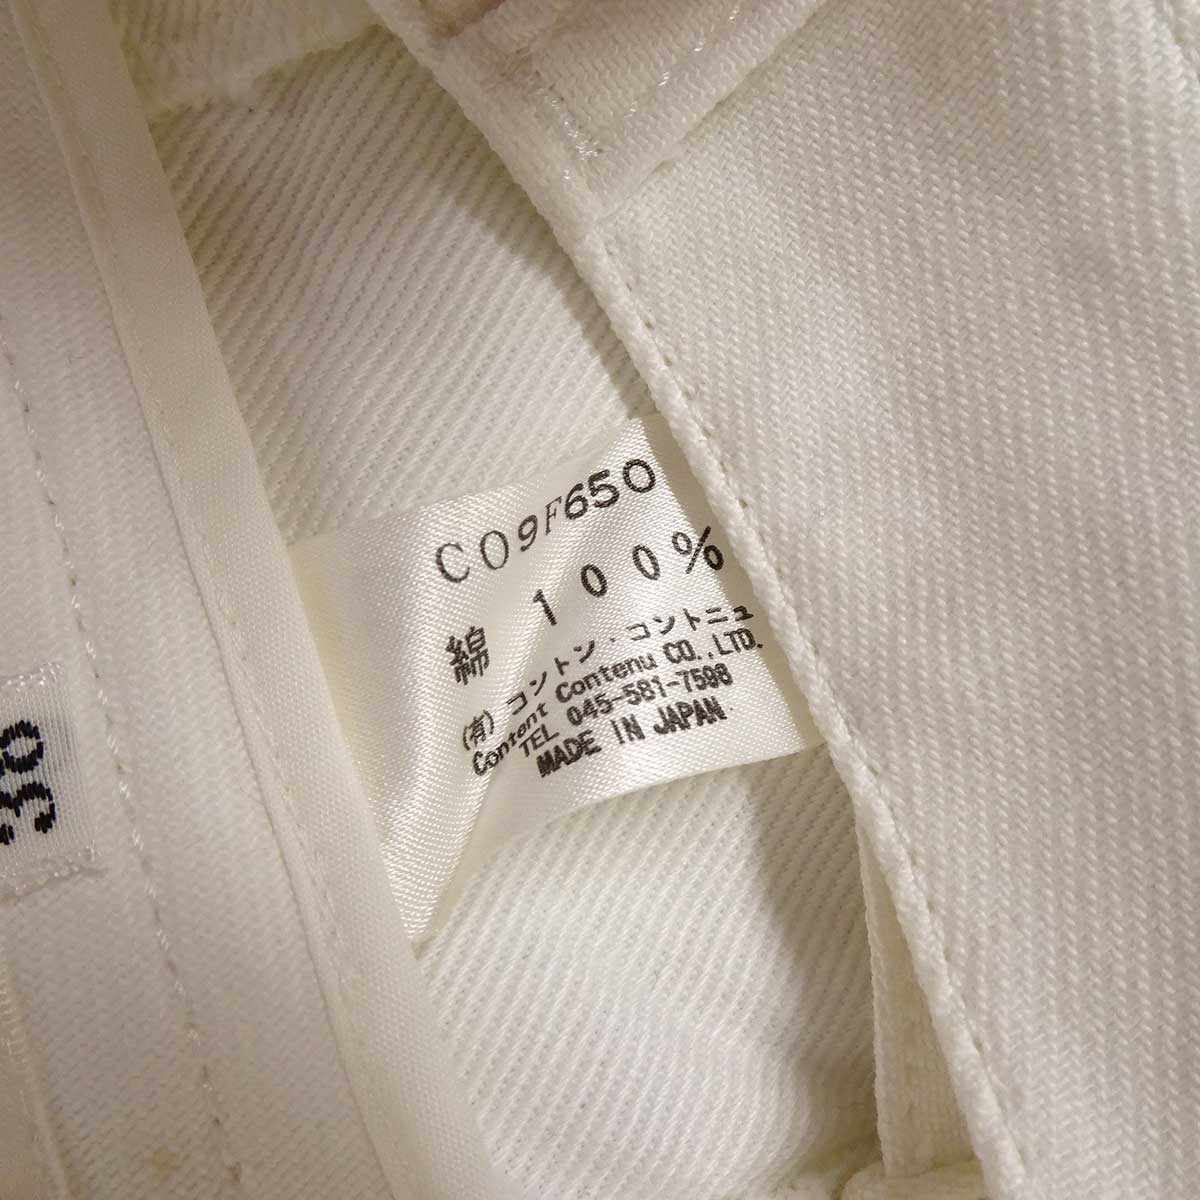 C09F650
綿 100%
(有) コントン・コントニュ
Content Contenu CO.,LTD.
TEL 045-581-7598
MADE IN JAPAN
38